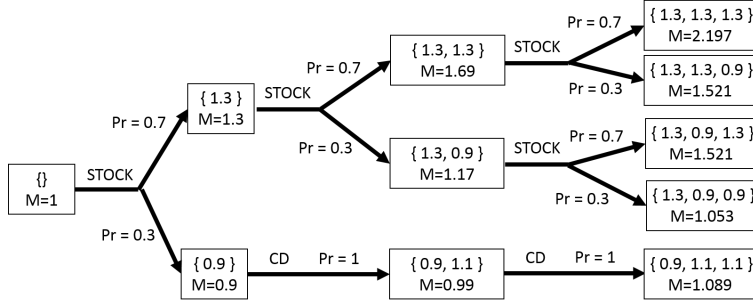 { 1.3, 1.3, 1.3 }
M=2.197
Pr = 0.7
{ 1.3, 1.3 }
M=1.69
STOCK
Pr = 0.3
{ 1.3, 1.3, 0.9 }
M=1.521
Pr = 0.7
{ 1.3 }
M=1.3
STOCK
Pr = 0.7
Pr = 0.3
{ 1.3, 0.9, 1.3 }
M=1.521
Pr = 0.7
{ 1.3, 0.9 }
M=1.17
STOCK
Pr = 0.3
{ 1.3, 0.9, 0.9 }
M=1.053
{}
M=1
STOCK
Pr = 0.3
{ 0.9 }
M=0.9
CD
Pr = 1
{ 0.9, 1.1 }
M=0.99
CD
Pr = 1
{ 0.9, 1.1, 1.1 }
M=1.089